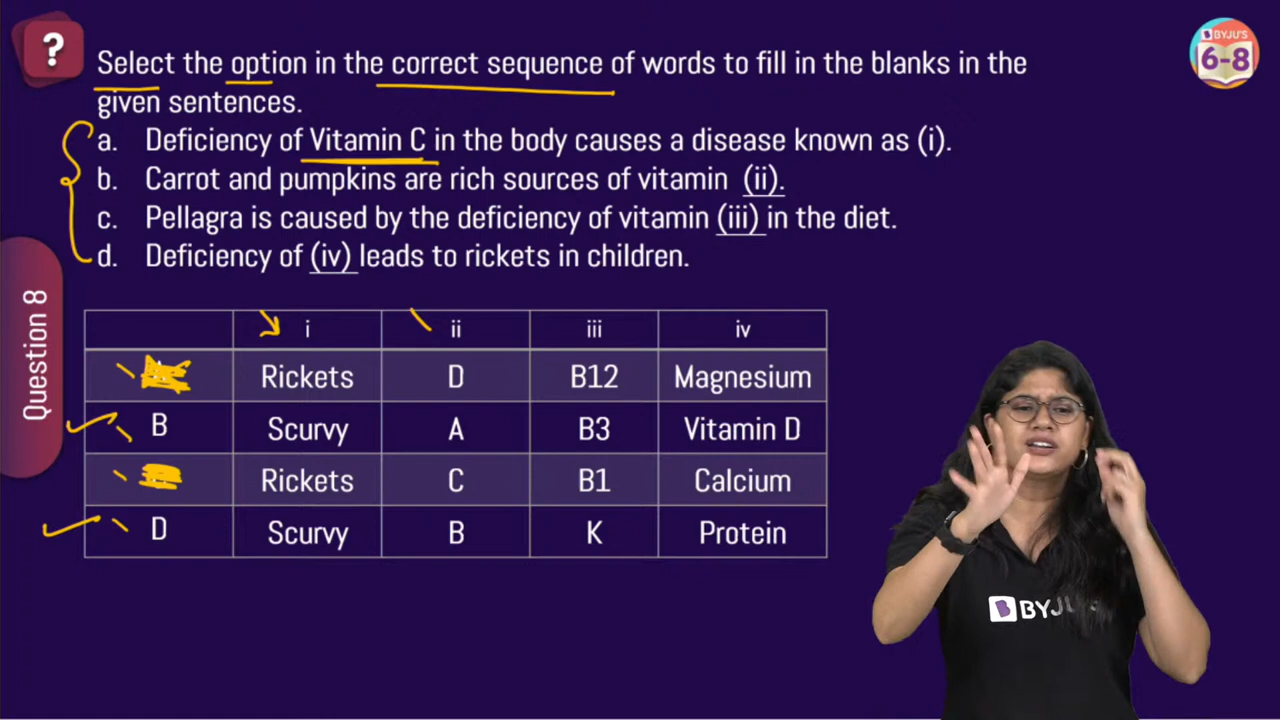 ?
BYJU'S
6-8
Select the option in the correct sequence of words to fill in the blanks in the
given sentences.
a. Deficiency of Vitamin C in the body causes a disease known as (i).
b. Carrot and pumpkins are rich sources of vitamin (ii).
c. Pellagra is caused by the deficiency of vitamin (iii) in the diet.
d. Deficiency of (iv) leads to rickets in children.
Question 8
i ii iii iv
Rickets D B12 Magnesium
B Scurvy A B3 Vitamin D
Rickets C B1 Calcium
D Scurvy B K Protein